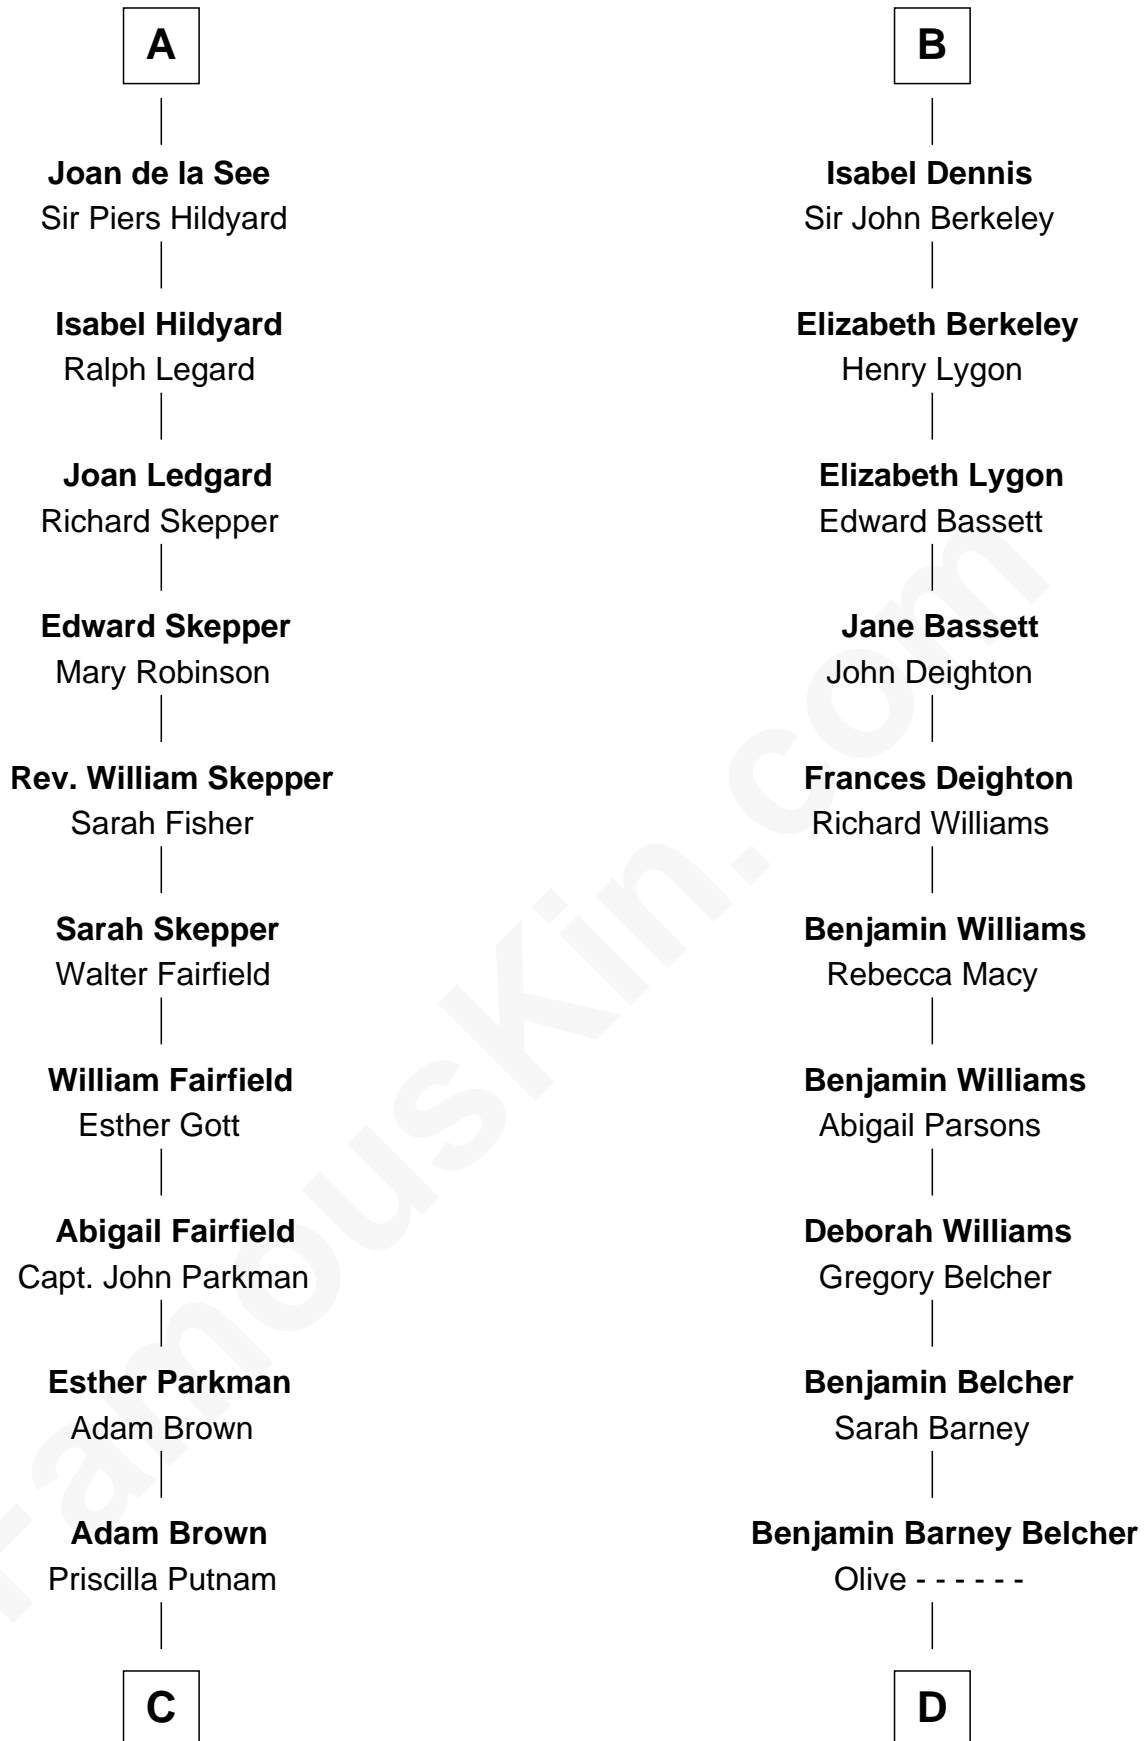 A
Joan de la See
Sir Piers Hildyard
Isabel Hildyard
Ralph Legard
Joan Ledgard
Richard Skepper
Edward Skepper
Mary Robinson
Rev. William Skepper
Sarah Fisher
Sarah Skepper
Walter Fairfield
William Fairfield
Esther Gott
Abigail Fairfield
Capt. John Parkman
Esther Parkman
Adam Brown
Adam Brown
Priscilla Putnam
C
B
Isabel Dennis
Sir John Berkeley
Elizabeth Berkeley
Henry Lygon
Elizabeth Lygon
Edward Bassett
Jane Bassett
John Deighton
Frances Deighton
Richard Williams
Benjamin Williams
Rebecca Macy
Benjamin Williams
Abigail Parsons
Deborah Williams
Gregory Belcher
Benjamin Belcher
Sarah Barney
Benjamin Barney Belcher
Olive - - - - - -
D
FamousKin.com